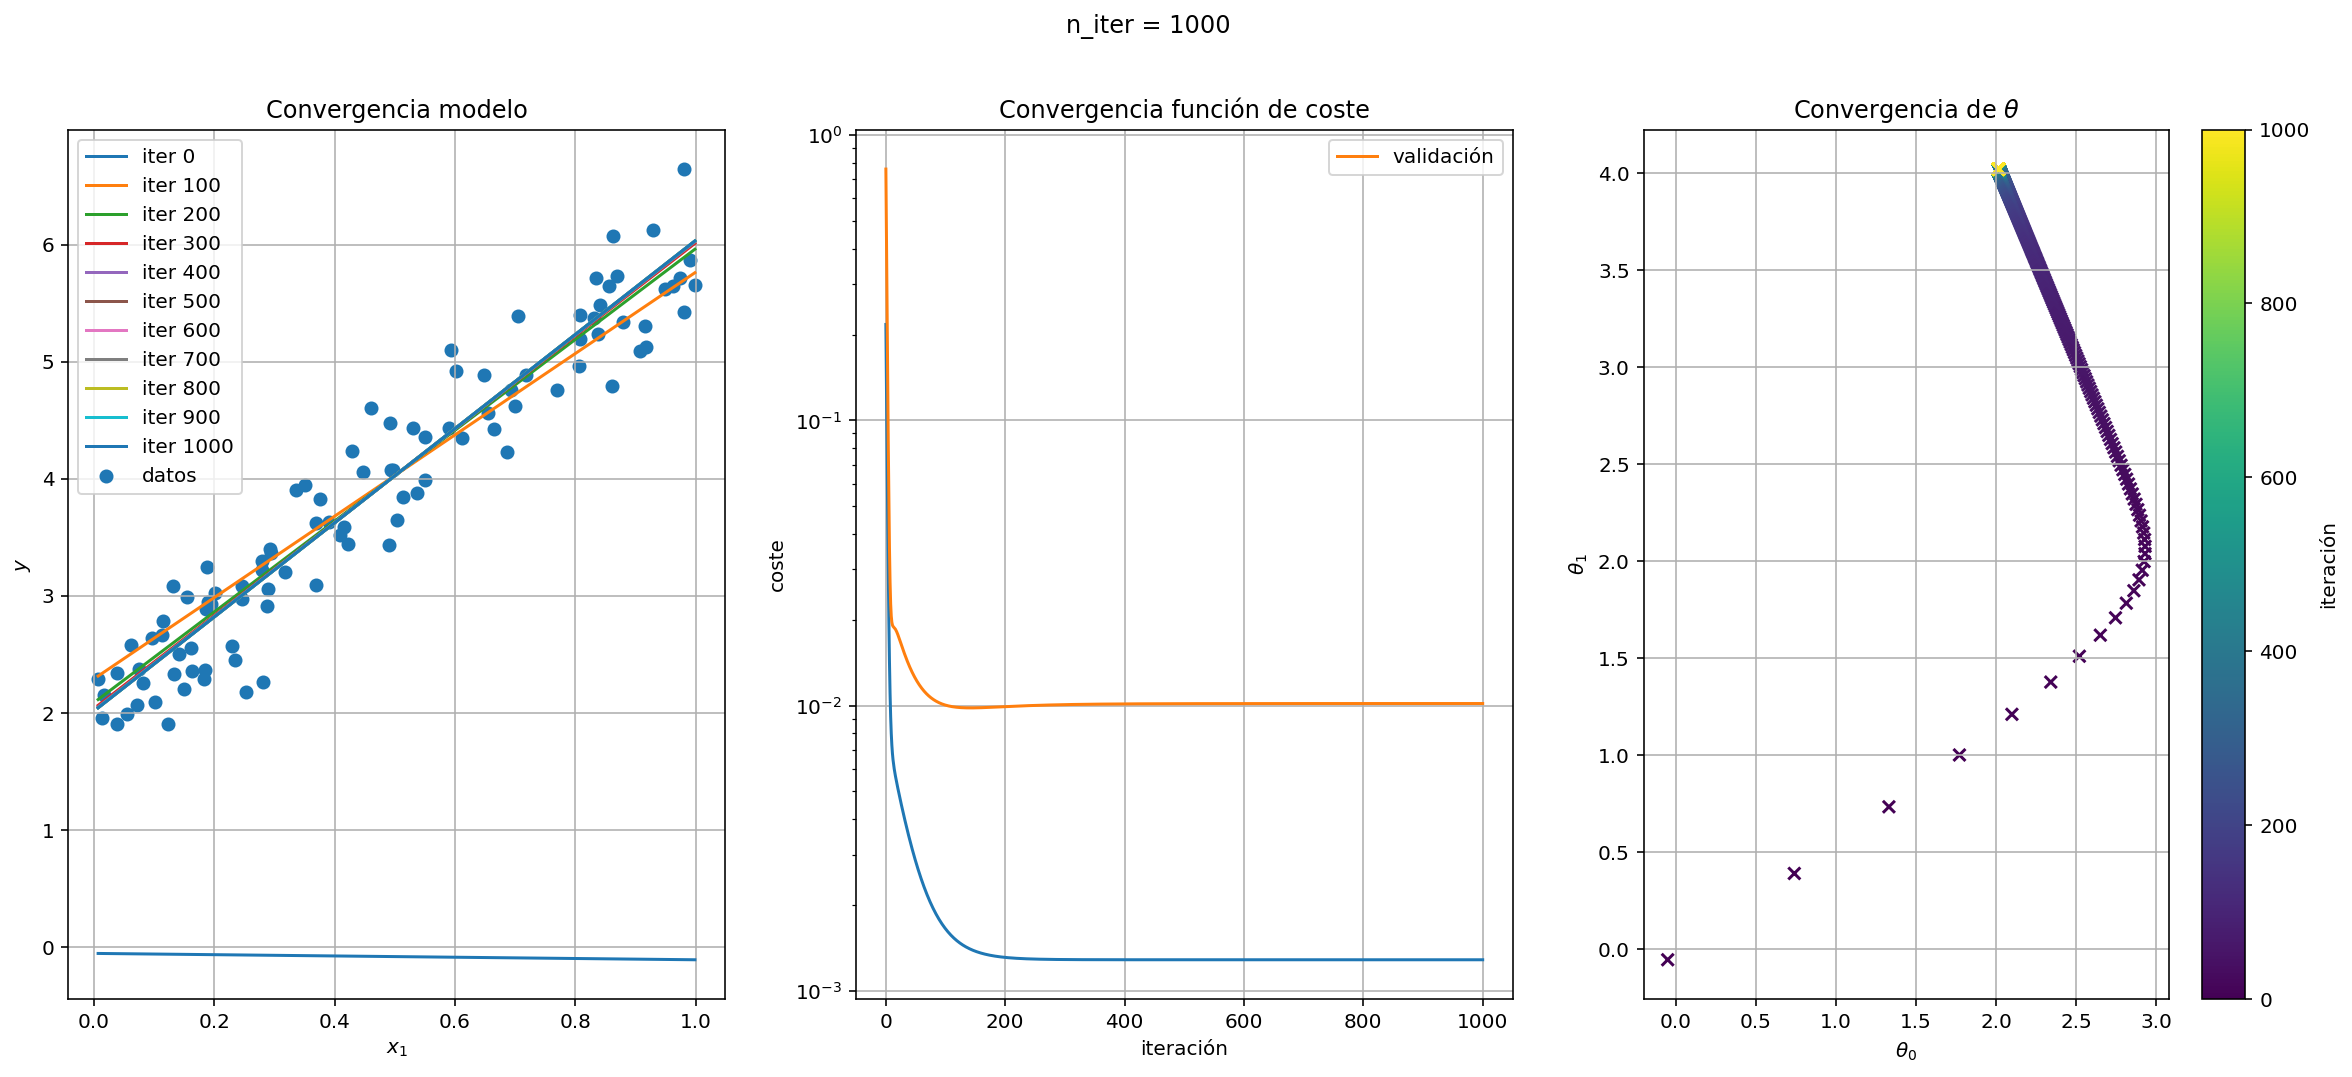 n_iter = 1000
Convergencia modelo
iter 0
iter 100
iter 200
iter 300
iter 400
iter 500
iter 600
iter 700
iter 800
iter 900
iter 1000
datos
6
5
4
3
2
1
0
y
0.0 0.2 0.4 0.6 0.8 1.0
x₁
Convergencia función de coste
validación
10⁰
10⁻¹
10⁻²
10⁻³
coste
0 200 400 600 800 1000
iteración
Convergencia de θ
4.0
3.5
3.0
2.5
2.0
1.5
1.0
0.5
0.0
θ₁
0.0 0.5 1.0 1.5 2.0 2.5 3.0
θ₀
1000
800
600
400
200
0
iteración